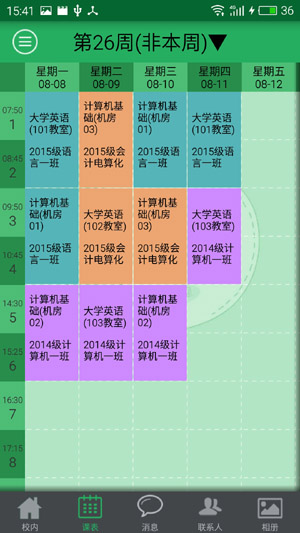 15:41
4G
36
第26周(非本周)▼
星期一
08-08
星期二
08-09
星期三
08-10
星期四
08-11
星期五
08-12
07:50
1
08:45
2
大学英语
(101教室)
2015级语
言一班
计算机基
础(机房
03)
2015级会
计电算化
计算机基
础(机房
01)
2015级语
言一班
大学英语
(101教室)
2015级语
言一班
09:50
3
10:45
4
计算机基
础(机房
01)
2015级语
言一班
大学英语
(102教室)
2015级会
计电算化
计算机基
础(机房
03)
2015级会
计电算化
大学英语
(103教室)
2014级计
算机一班
14:30
5
15:25
6
计算机基
础(机房
02)
2014级计
算机一班
大学英语
(103教室)
2014级计
算机一班
计算机基
础(机房
02)
2014级计
算机一班
16:30
7
17:15
8
校内
课表
消息
联系人
相册